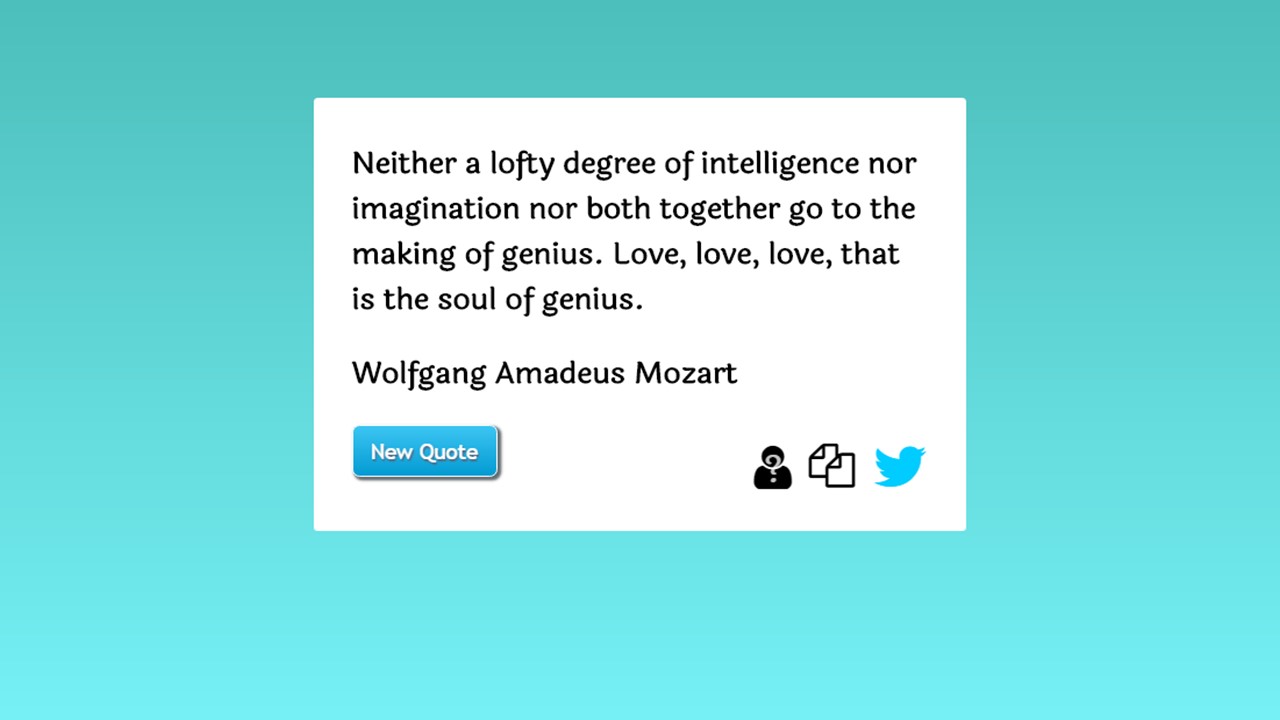 Neither a lofty degree of intelligence nor
imagination nor both together go to the
making of genius. Love, love, love, that
is the soul of genius.
Wolfgang Amadeus Mozart
New Quote